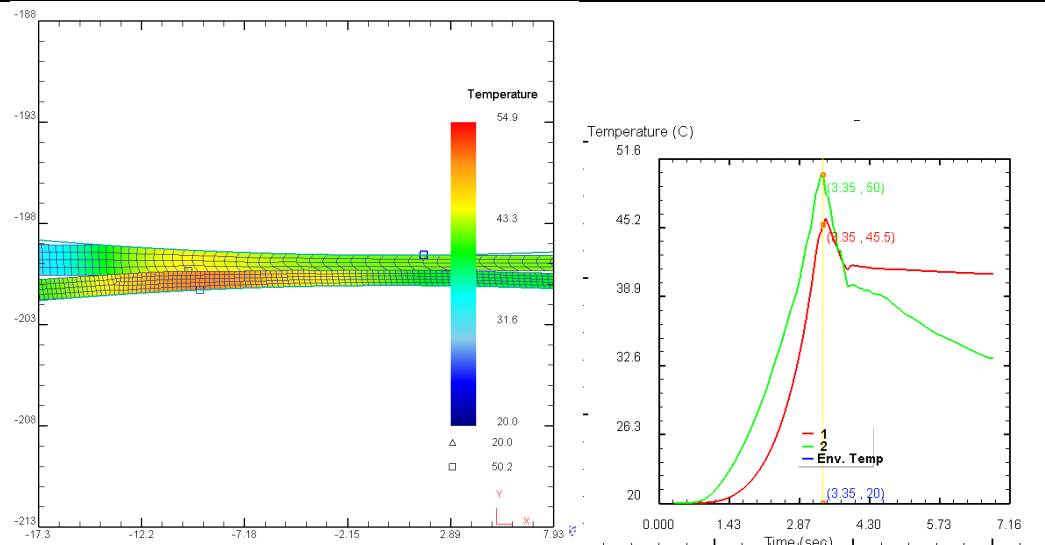 -188
-193
-198
-203
-208
-213
-17.3 -12.2 -7.18 -2.15 2.89 7.93
Temperature
54.9
43.3
31.6
20.0
△ 20.0
□ 50.2
Y
X
Temperature (C)
51.6
45.2
38.9
32.6
26.3
20
(3.35 , 50)
(3.35 , 45.5)
1
2
Env. Temp
(3.35 , 20)
0.000 1.43 2.87 4.30 5.73 7.16
Time (sec)